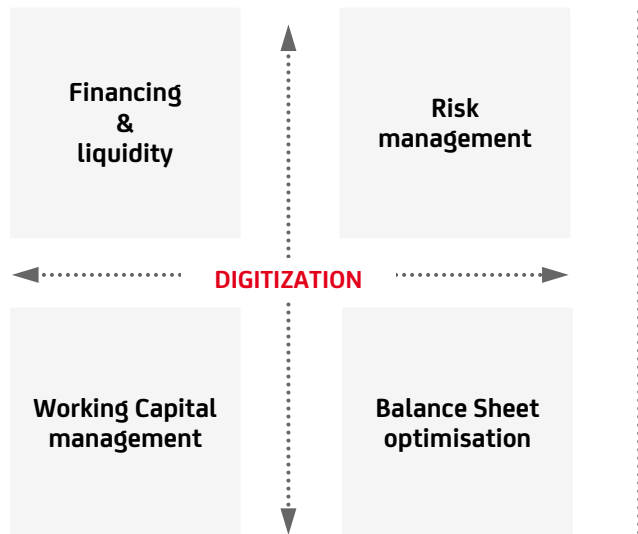 Financing
&
liquidity
Risk
management
DIGITIZATION
Working Capital
management
Balance Sheet
optimisation